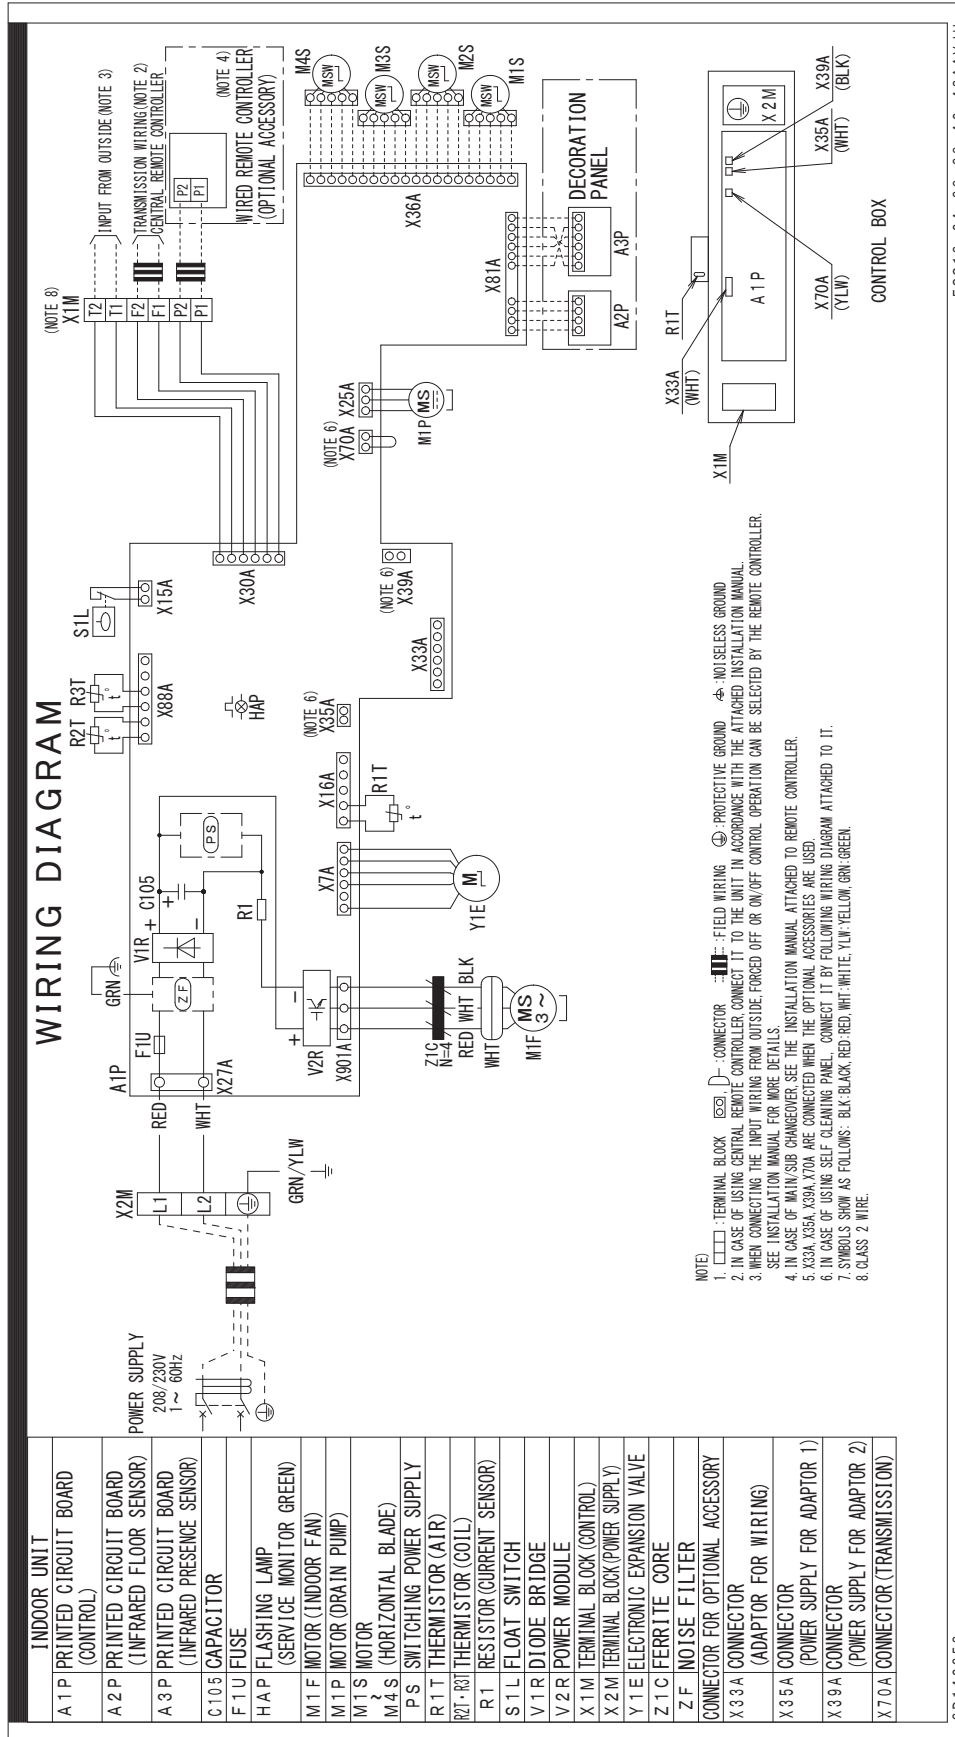 WIRING DIAGRAM
INDOOR UNIT
A1P PRINTED CIRCUIT BOARD
(CONTROL)
A2P PRINTED CIRCUIT BOARD
(INFRARED FLOOR SENSOR)
A3P PRINTED CIRCUIT BOARD
(INFRARED PRESENCE SENSOR)
C105 CAPACITOR
F1U FUSE
HAP FLASHING LAMP
(SERVICE MONITOR GREEN)
M1F MOTOR(INDOOR FAN)
M1P MOTOR(DRAIN PUMP)
M1S MOTOR
~ (HORIZONTAL BLADE)
M4S
PS SWITCHING POWER SUPPLY
R1T THERMISTOR(AIR)
R2T・R3T THERMISTOR(COIL)
R1 RESISTOR(CURRENT SENSOR)
S1L FLOAT SWITCH
V1R DIODE BRIDGE
V2R POWER MODULE
X1M TERMINAL BLOCK(CONTROL)
X2M TERMINAL BLOCK(POWER SUPPLY)
Y1E ELECTRONIC EXPANSION VALVE
Z1C FERRITE CORE
ZF NOISE FILTER
CONNECTOR FOR OPTIONAL ACCESSORY
X33A CONNECTOR
(ADAPTOR FOR WIRING)
X35A CONNECTOR
(POWER SUPPLY FOR ADAPTOR 1)
X39A CONNECTOR
(POWER SUPPLY FOR ADAPTOR 2)
X70A CONNECTOR(TRANSMISSION)
POWER SUPPLY
208/230V
1~ 60Hz
X2M
L1
L2
GRN/YLW
RED
WHT
A1P
X27A
F1U
GRN
ZF
V1R
+
-
C105
+
PS
R1
V2R
+
-
X901A
Z1C
N=4
RED
WHT
BLK
WHT
MS
3~
M1F
X7A
M
Y1E
X16A
R1T
t°
(NOTE 6)
X35A
HAP
R2T
t°
R3T
t°
X88A
S1L
X15A
X30A
X33A
(NOTE 6)
X39A
(NOTE 6)
X70A
X25A
MS
M1P
(NOTE 8)
X1M
T2
T1
F2
F1
P2
P1
INPUT FROM OUTSIDE(NOTE 3)
TRANSMISSION WIRING(NOTE 2)
CENTRAL REMOTE CONTROLLER
P2
P1
(NOTE 4)
WIRED REMOTE CONTROLLER
(OPTIONAL ACCESSORY)
X36A
MSW
M4S
MSW
M3S
MSW
M2S
MSW
M1S
X81A
A2P
A3P
DECORATION
PANEL
X1M
X33A
(WHT)
R1T
A1P
X2M
X70A
(YLW)
X35A
(WHT)
X39A
(BLK)
CONTROL BOX
NOTE)
1. :TERMINAL BLOCK , :CONNECTOR :FIELD WIRING :PROTECTIVE GROUND :NOISELESS GROUND
2. IN CASE OF USING CENTRAL REMOTE CONTROLLER, CONNECT IT TO THE UNIT IN ACCORDANCE WITH THE ATTACHED INSTALLATION MANUAL.
3. WHEN CONNECTING THE INPUT WIRING FROM OUTSIDE, FORCED OFF OR ON/OFF CONTROL OPERATION CAN BE SELECTED BY THE REMOTE CONTROLLER.
SEE INSTALLATION MANUAL FOR MORE DETAILS.
4. IN CASE OF MAIN/SUB CHANGEOVER, SEE THE INSTALLATION MANUAL ATTACHED TO REMOTE CONTROLLER.
5. X33A, X35A, X39A, X70A ARE CONNECTED WHEN THE OPTIONAL ACCESSORIES ARE USED.
6. IN CASE OF USING SELF CLEANING PANEL, CONNECT IT BY FOLLOWING WIRING DIAGRAM ATTACHED TO IT.
7. SYMBOLS SHOW AS FOLLOWS: BLK:BLACK, RED:RED, WHT:WHITE, YLW:YELLOW, GRN:GREEN.
8. CLASS 2 WIRE.